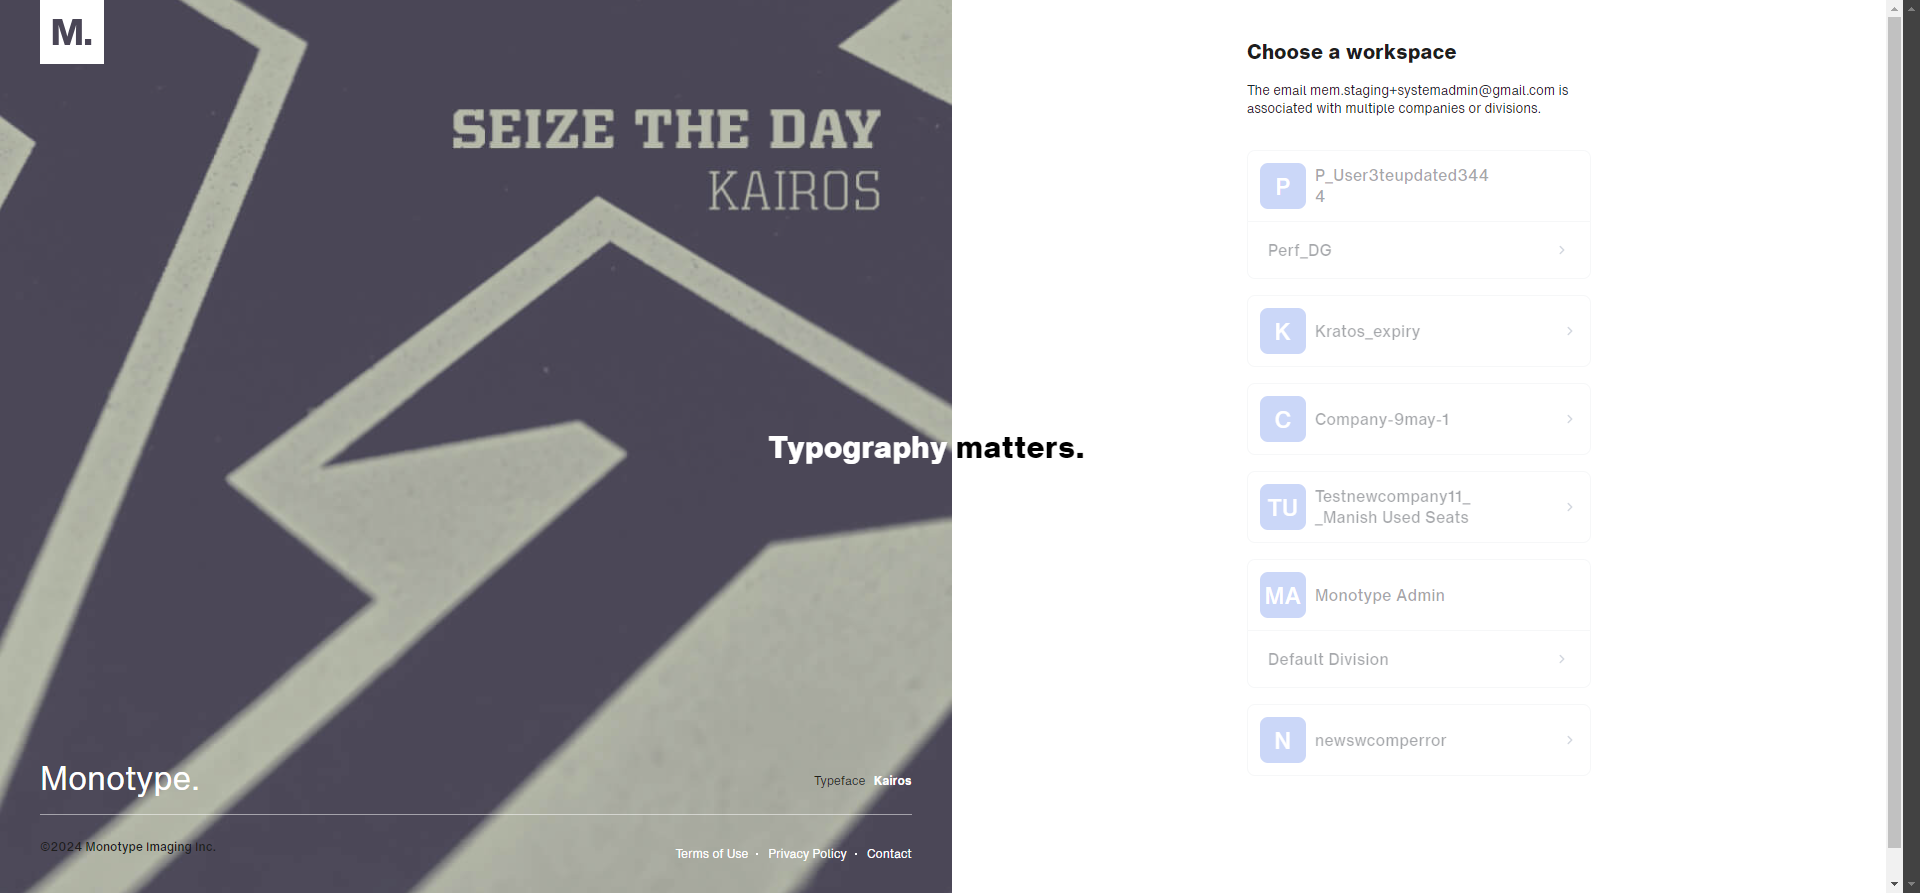 M.
SEIZE THE DAY
KAIROS
Typography matters.
Monotype.
Typeface Kairos
©2024 Monotype Imaging Inc.
Terms of Use · Privacy Policy · Contact
Choose a workspace
The email mem.staging+systemadmin@gmail.com is
associated with multiple companies or divisions.
P
P_User3teupdated344
4
Perf_DG
K
Kratos_expiry
C
Company-9may-1
TU
Testnewcompany11_
_Manish Used Seats
MA
Monotype Admin
Default Division
N
newswcomperror